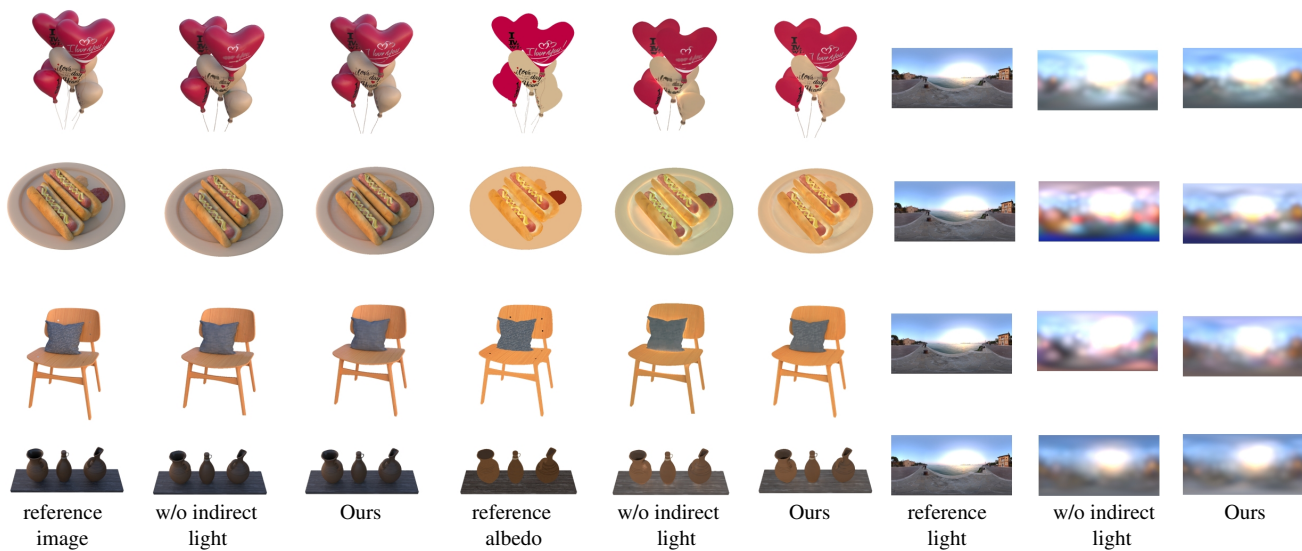 reference image
w/o indirect light
Ours
reference albedo
w/o indirect light
Ours
reference light
w/o indirect light
Ours